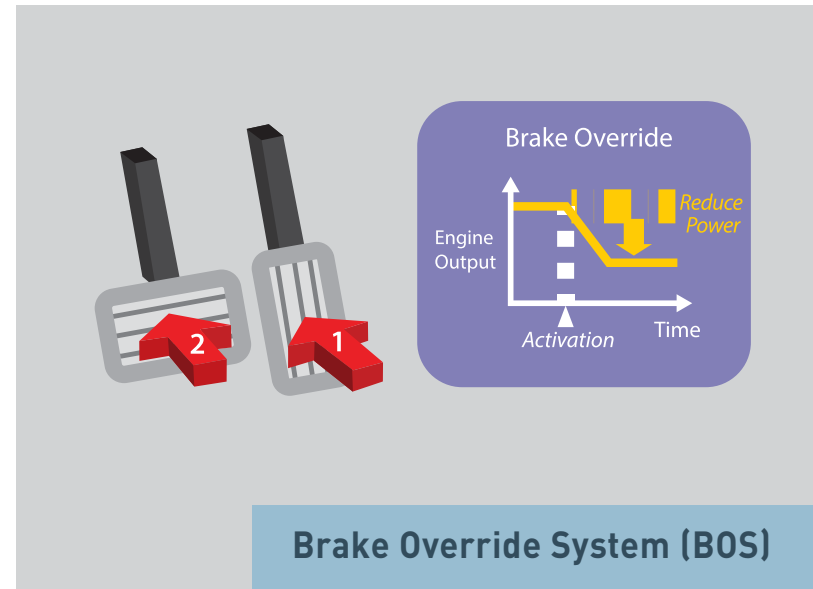 2
1
Brake Override
Engine
Output
Reduce
Power
Activation
Time
Brake Override System (BOS)